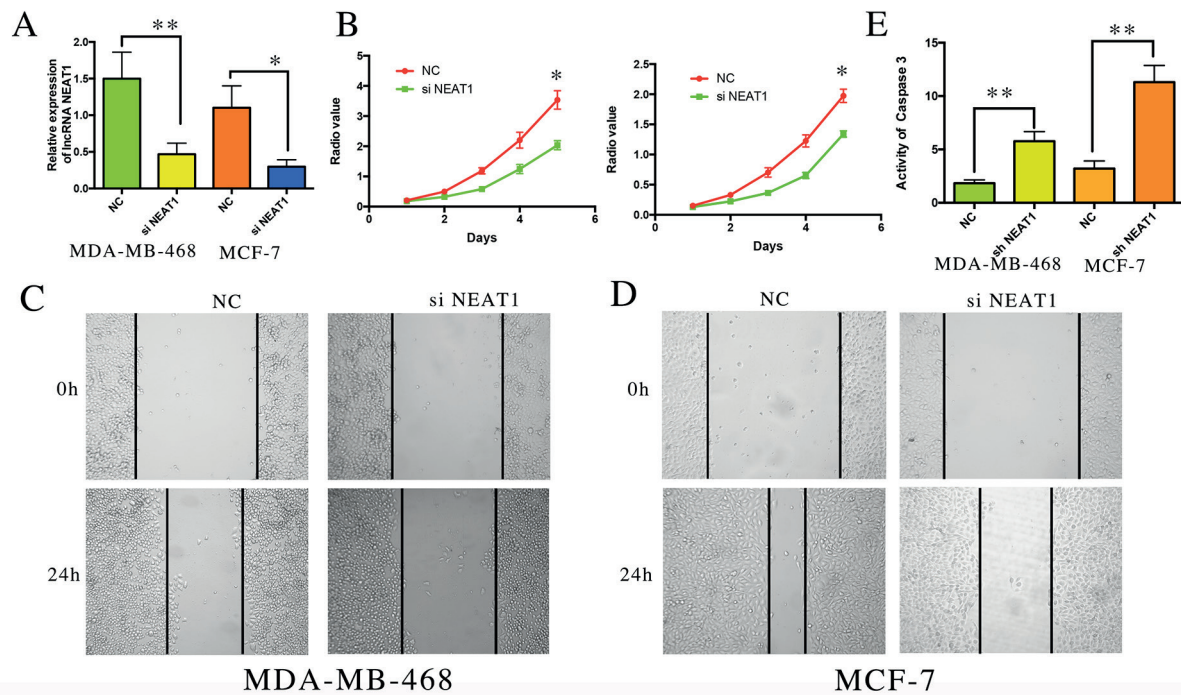 A
Relative expression
of lncRNA NEAT1
2.0
1.5
1.0
0.5
0.0
**
*
NC
si NEAT1
NC
si NEAT1
MDA-MB-468
MCF-7
B
Radio value
5
4
3
2
1
0
NC
si NEAT1
*
0
2
4
6
Days
Radio value
2.5
2.0
1.5
1.0
0.5
0.0
NC
si NEAT1
*
0
2
4
6
Days
E
Activity of Caspase 3
15
10
5
0
**
**
NC
sh NEAT1
NC
sh NEAT1
MDA-MB-468
MCF-7
C
NC
si NEAT1
0h
24h
MDA-MB-468
D
NC
si NEAT1
0h
24h
MCF-7